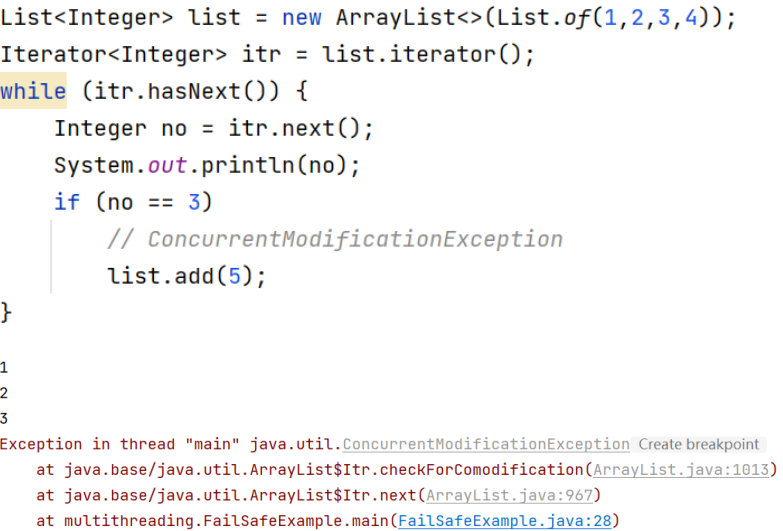 List<Integer> list = new ArrayList<>(List.of(1,2,3,4));
Iterator<Integer> itr = list.iterator();
while (itr.hasNext()) {
    Integer no = itr.next();
    System.out.println(no);
    if (no == 3)
        // ConcurrentModificationException
        list.add(5);
}
1
2
3
Exception in thread "main" java.util.ConcurrentModificationException Create breakpoint
    at java.base/java.util.ArrayList$Itr.checkForComodification(ArrayList.java:1013)
    at java.base/java.util.ArrayList$Itr.next(ArrayList.java:967)
    at multithreading.FailSafeExample.main(FailSafeExample.java:28)